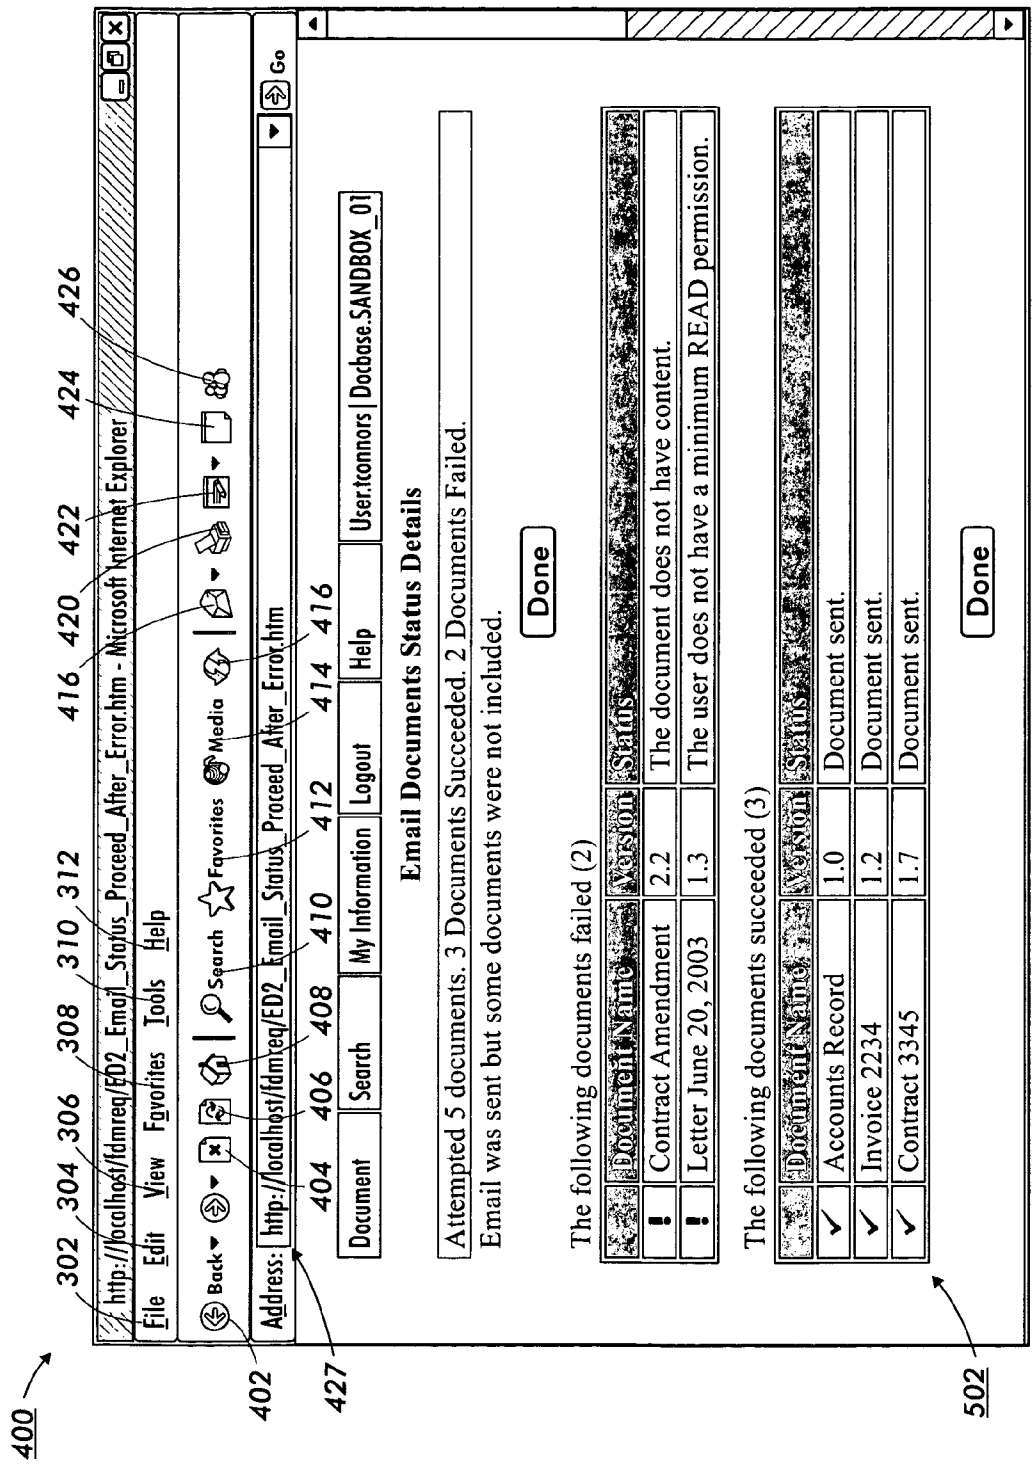 400
302 304 306 308 310 312
416 420 422 424 426
http://localhost/fdmreq/ED2_Email_Status_Proceed_After_Error.htm - Microsoft Internet Explorer
File Edit View Favorites Tools Help
Back Search Favorites Media
Address: http://localhost/fdmreq/ED2_Email_Status_Proceed_After_Error.htm Go
402 427 404 406 408 410 412 414 416
Document Search My Information Logout Help User.tconnors | Docbase.SANDBOX_01
Email Documents Status Details
Attempted 5 documents. 3 Documents Succeeded. 2 Documents Failed.
Email was sent but some documents were not included.
Done
The following documents failed (2)
Document Name Version Status
! Contract Amendment 2.2 The document does not have content.
! Letter June 20, 2003 1.3 The user does not have a minimum READ permission.
The following documents succeeded (3)
Document Name Version Status
✓ Accounts Record 1.0 Document sent.
✓ Invoice 2234 1.2 Document sent.
✓ Contract 3345 1.7 Document sent.
Done
502